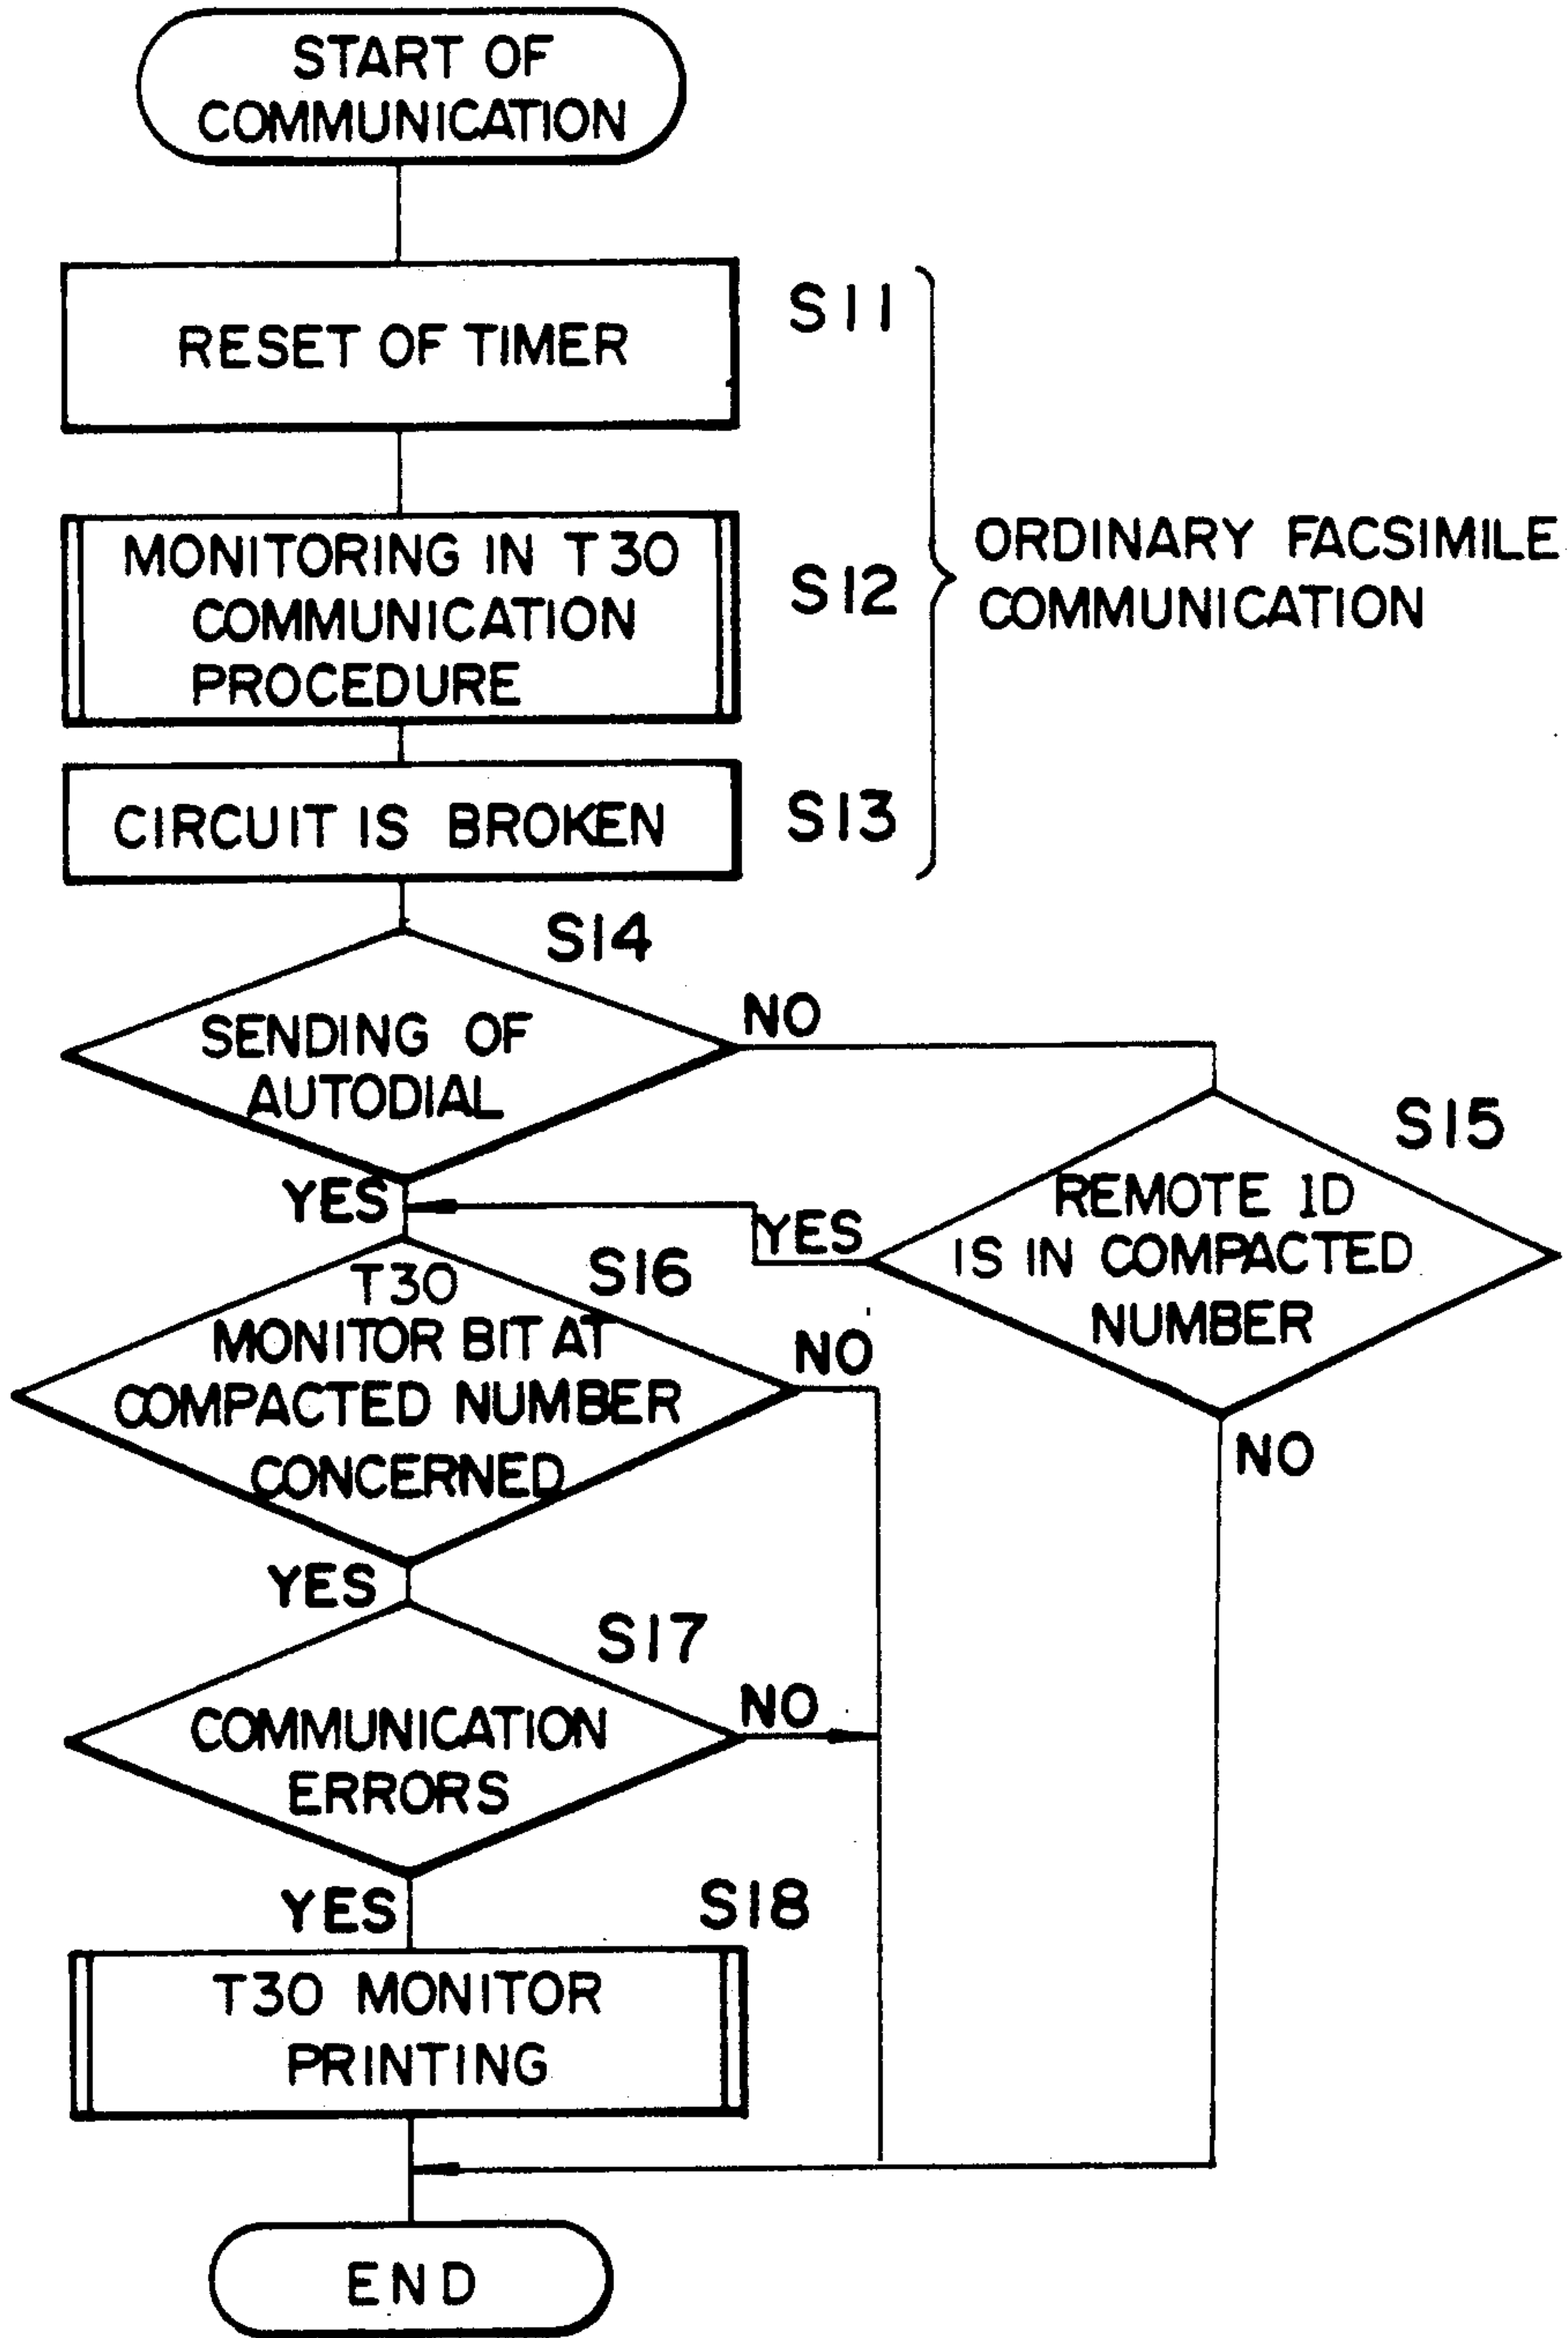 START OF
COMMUNICATION
RESET OF TIMER
S11
MONITORING IN T30
COMMUNICATION
PROCEDURE
S12
ORDINARY FACSIMILE
COMMUNICATION
CIRCUIT IS BROKEN
S13
S14
SENDING OF
AUTODIAL
NO
YES
S15
REMOTE ID
IS IN COMPACTED
NUMBER
YES
NO
S16
T30
MONITOR BIT AT
COMPACTED NUMBER
CONCERNED
NO
YES
S17
COMMUNICATION
ERRORS
NO
YES
S18
T30 MONITOR
PRINTING
END